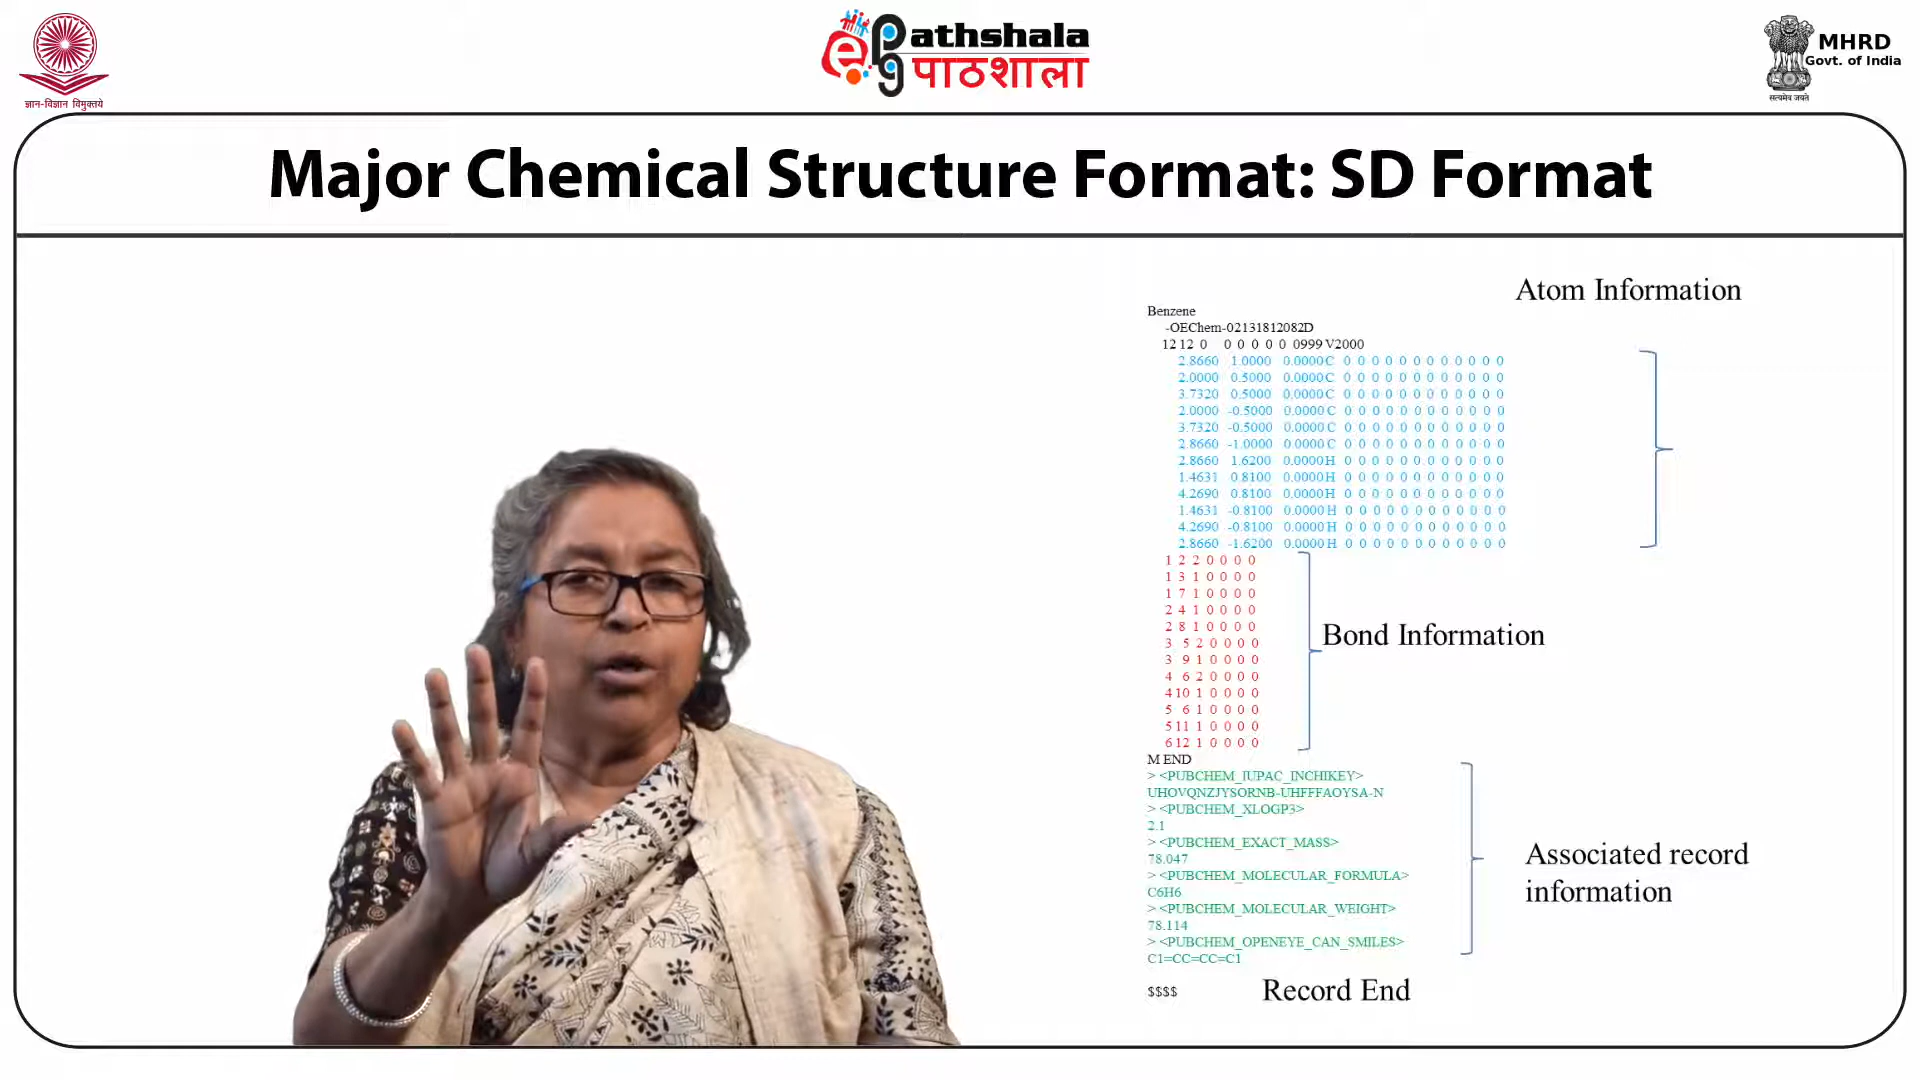 ज्ञान-विज्ञान विमुक्तये
ePathshala
पाठशाला
MHRD
Govt. of India
सत्यमेव जयते
Major Chemical Structure Format: SD Format
Atom Information
Benzene
-OEChem-02131812082D
12 12 0 0 0 0 0 0 0999 V2000
2.8660 1.0000 0.0000 C 0 0 0 0 0 0 0 0 0 0 0 0
2.0000 0.5000 0.0000 C 0 0 0 0 0 0 0 0 0 0 0 0
3.7320 0.5000 0.0000 C 0 0 0 0 0 0 0 0 0 0 0 0
2.0000 -0.5000 0.0000 C 0 0 0 0 0 0 0 0 0 0 0 0
3.7320 -0.5000 0.0000 C 0 0 0 0 0 0 0 0 0 0 0 0
2.8660 -1.0000 0.0000 C 0 0 0 0 0 0 0 0 0 0 0 0
2.8660 1.6200 0.0000 H 0 0 0 0 0 0 0 0 0 0 0 0
1.4631 0.8100 0.0000 H 0 0 0 0 0 0 0 0 0 0 0 0
4.2690 0.8100 0.0000 H 0 0 0 0 0 0 0 0 0 0 0 0
1.4631 -0.8100 0.0000 H 0 0 0 0 0 0 0 0 0 0 0 0
4.2690 -0.8100 0.0000 H 0 0 0 0 0 0 0 0 0 0 0 0
2.8660 -1.6200 0.0000 H 0 0 0 0 0 0 0 0 0 0 0 0
1 2 2 0 0 0 0
1 3 1 0 0 0 0
1 7 1 0 0 0 0
2 4 1 0 0 0 0
2 8 1 0 0 0 0
3 5 2 0 0 0 0
3 9 1 0 0 0 0
4 6 2 0 0 0 0
4 10 1 0 0 0 0
5 6 1 0 0 0 0
5 11 1 0 0 0 0
6 12 1 0 0 0 0
Bond Information
M END
> <PUBCHEM_IUPAC_INCHIKEY>
UHOVQNZJYSORNB-UHFFFAOYSA-N
> <PUBCHEM_XLOGP3>
2.1
> <PUBCHEM_EXACT_MASS>
78.047
> <PUBCHEM_MOLECULAR_FORMULA>
C6H6
> <PUBCHEM_MOLECULAR_WEIGHT>
78.114
> <PUBCHEM_OPENEYE_CAN_SMILES>
C1=CC=CC=C1
Associated record
information
$$$$ Record End